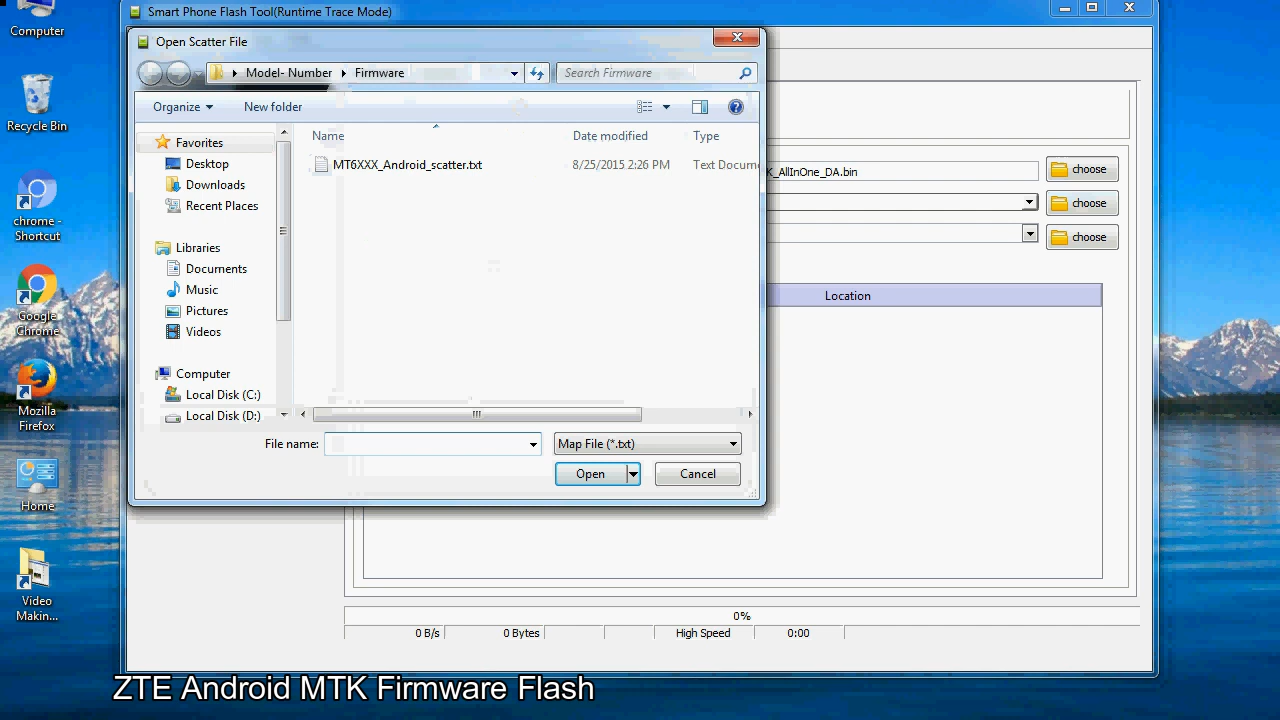 Smart Phone Flash Tool(Runtime Trace Mode)
Open Scatter File
Model- Number Firmware
Search Firmware
Organize
New folder
Name
Date modified
Type
MT6XXX_Android_scatter.txt
8/25/2015 2:26 PM
Text Docum
Favorites
Desktop
Downloads
Recent Places
Libraries
Documents
Music
Pictures
Videos
Computer
Local Disk (C:)
Local Disk (D:)
File name:
Map File (*.txt)
Open
Cancel
K_AllInOne_DA.bin
choose
choose
choose
Location
0%
0 B/s
0 Bytes
High Speed
0:00
Computer
Recycle Bin
chrome -
Shortcut
Google
Chrome
Mozilla
Firefox
Home
Video
Makin...
ZTE Android MTK Firmware Flash